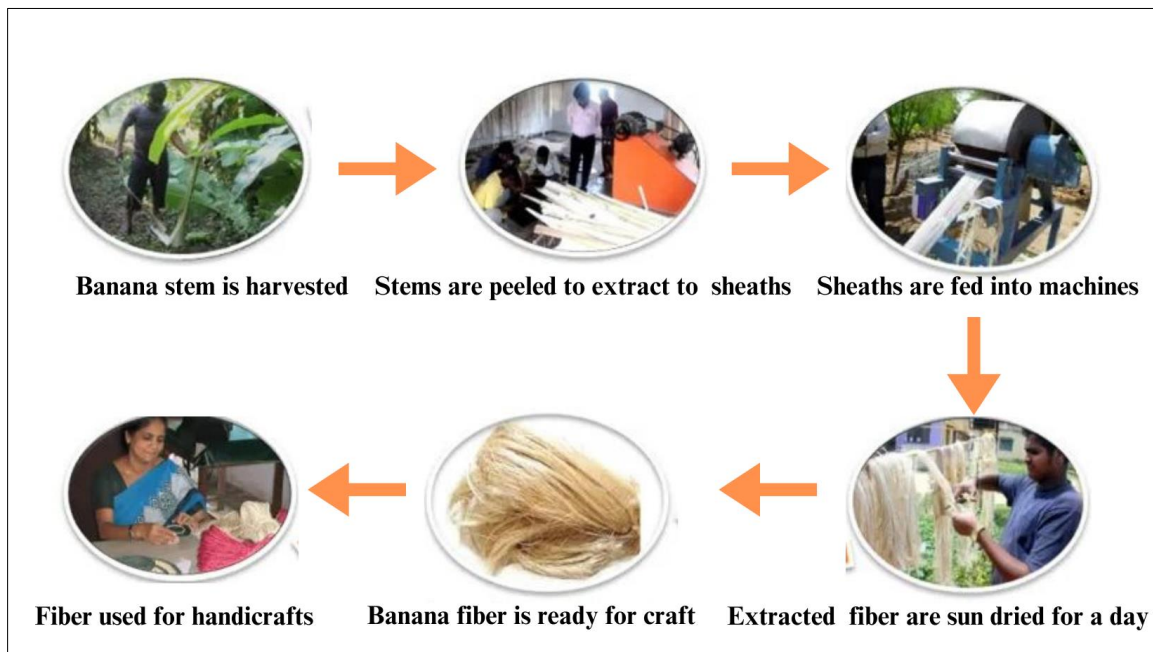 Banana stem is harvested
Stems are peeled to extract to sheaths
Sheaths are fed into machines
Extracted fiber are sun dried for a day
Banana fiber is ready for craft
Fiber used for handicrafts